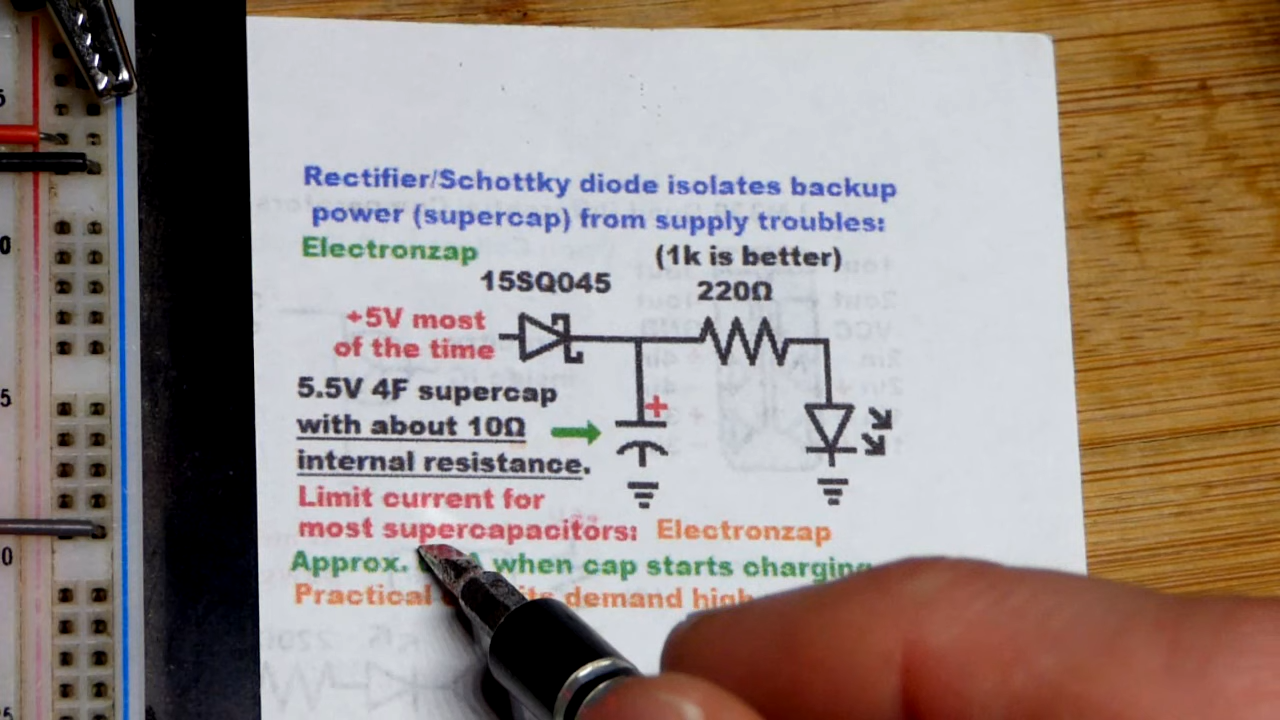 Rectifier/Schottky diode isolates backup
power (supercap) from supply troubles:
Electronzap
(1k is better)
15SQ045
220Ω
+5V most
of the time
5.5V 4F supercap
with about 10Ω
internal resistance.
+
Limit current for
most supercapacitors: Electronzap
Approx. when cap starts charging
Practical demand high